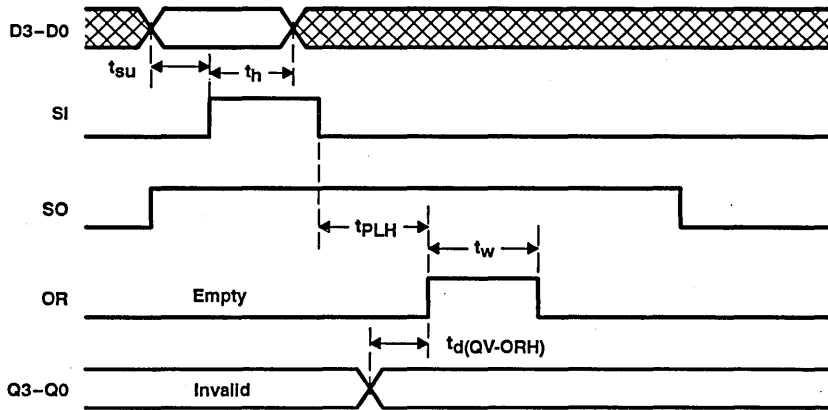 D3–D0
tsu
th
SI
SO
tPLH
tw
OR
Empty
td(QV-ORH)
Q3–Q0
Invalid